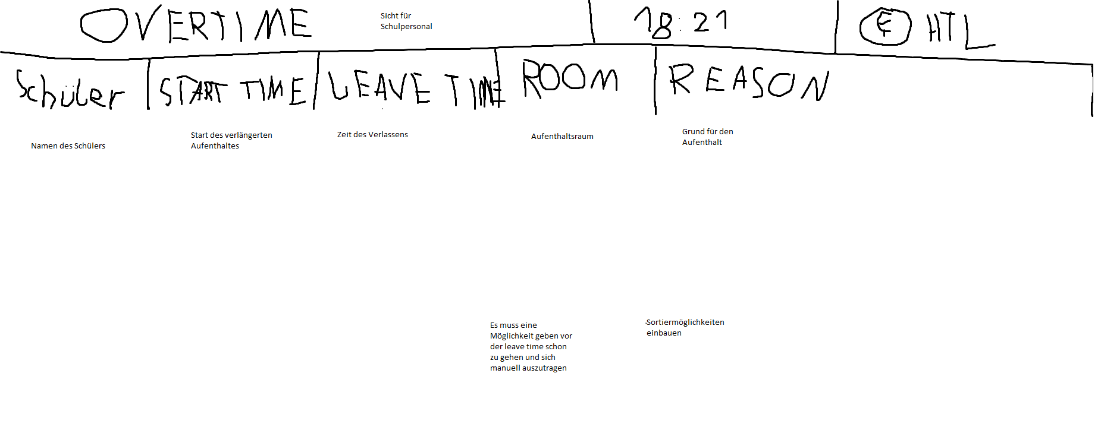 OVERTIME
Sicht für
Schulpersonal
18:21
€ HTL
Schüler
START TIME
LEAVE TIME
ROOM
REASON
Namen des Schülers
Start des verlängerten
Aufenthaltes
Zeit des Verlassens
Aufenthaltsraum
Grund für den
Aufenthalt
Es muss eine
Möglichkeit geben vor
der leave time schon
zu gehen und sich
manuell auszutragen
-Sortiermöglichkeiten
einbauen